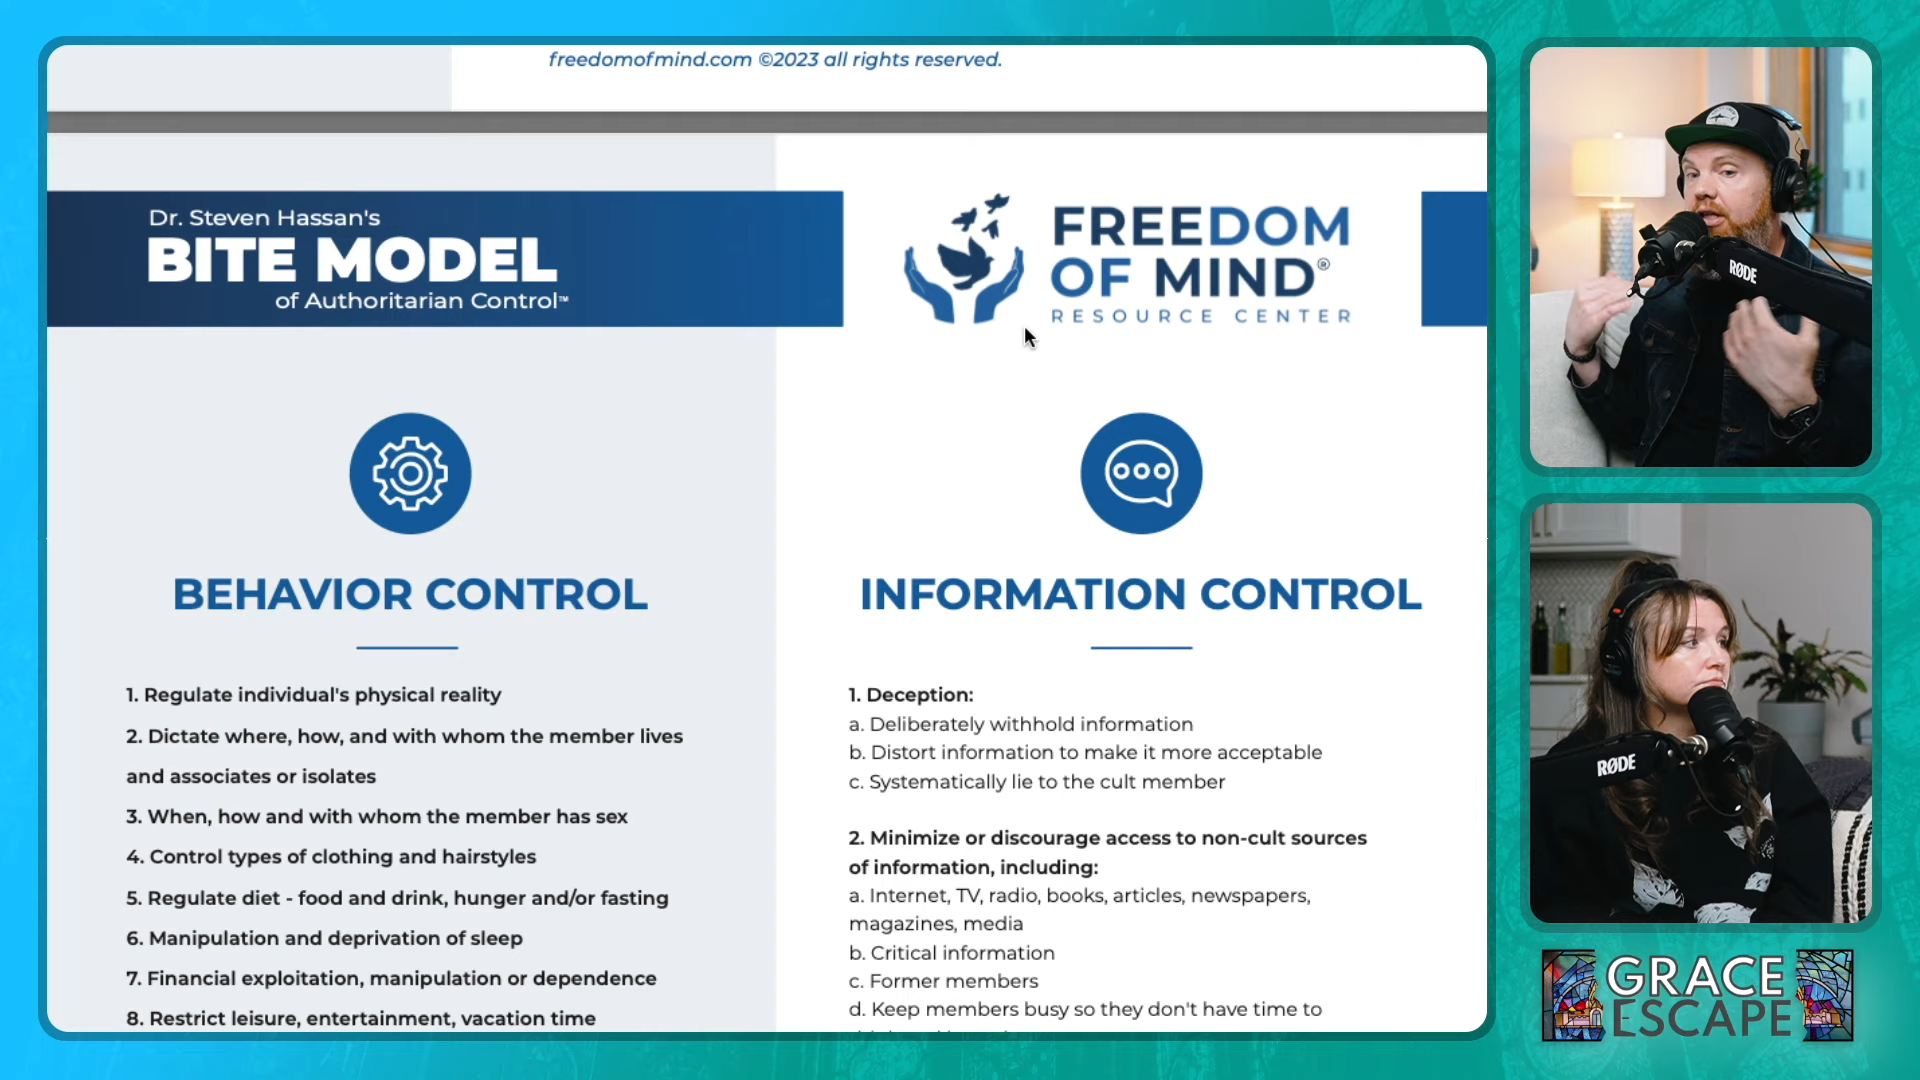 freedomofmind.com ©2023 all rights reserved.
Dr. Steven Hassan's
BITE MODEL
of Authoritarian Control™
FREEDOM
OF MIND®
RESOURCE CENTER
BEHAVIOR CONTROL
1. Regulate individual's physical reality
2. Dictate where, how, and with whom the member lives
and associates or isolates
3. When, how and with whom the member has sex
4. Control types of clothing and hairstyles
5. Regulate diet - food and drink, hunger and/or fasting
6. Manipulation and deprivation of sleep
7. Financial exploitation, manipulation or dependence
8. Restrict leisure, entertainment, vacation time
INFORMATION CONTROL
1. Deception:
a. Deliberately withhold information
b. Distort information to make it more acceptable
c. Systematically lie to the cult member
2. Minimize or discourage access to non-cult sources
of information, including:
a. Internet, TV, radio, books, articles, newspapers,
magazines, media
b. Critical information
c. Former members
d. Keep members busy so they don't have time to
RØDE
RØDE
GRACE
ESCAPE